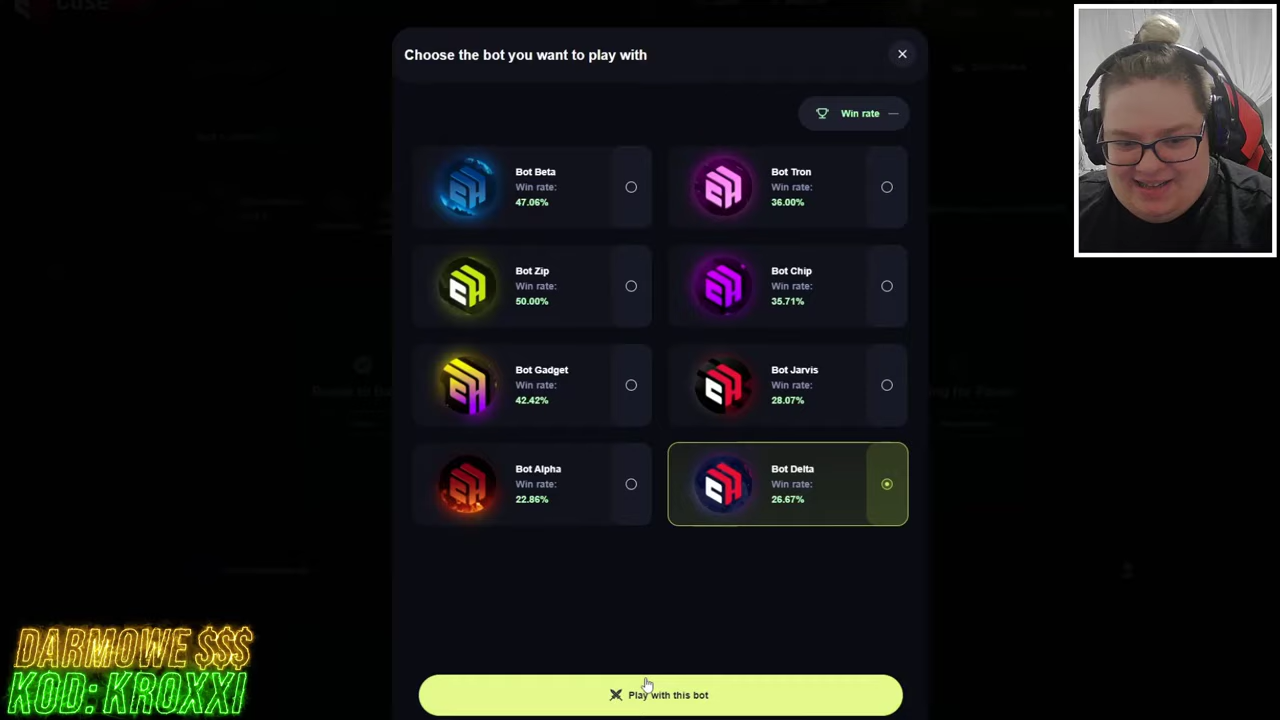 Choose the bot you want to play with
Win rate
Bot Beta
Win rate:
47.06%
Bot Tron
Win rate:
36.00%
Bot Zip
Win rate:
50.00%
Bot Chip
Win rate:
35.71%
Bot Gadget
Win rate:
42.42%
Bot Jarvis
Win rate:
28.07%
Bot Alpha
Win rate:
22.86%
Bot Delta
Win rate:
26.67%
Play with this bot
DARMOWE $$$
KOD: KROXXI